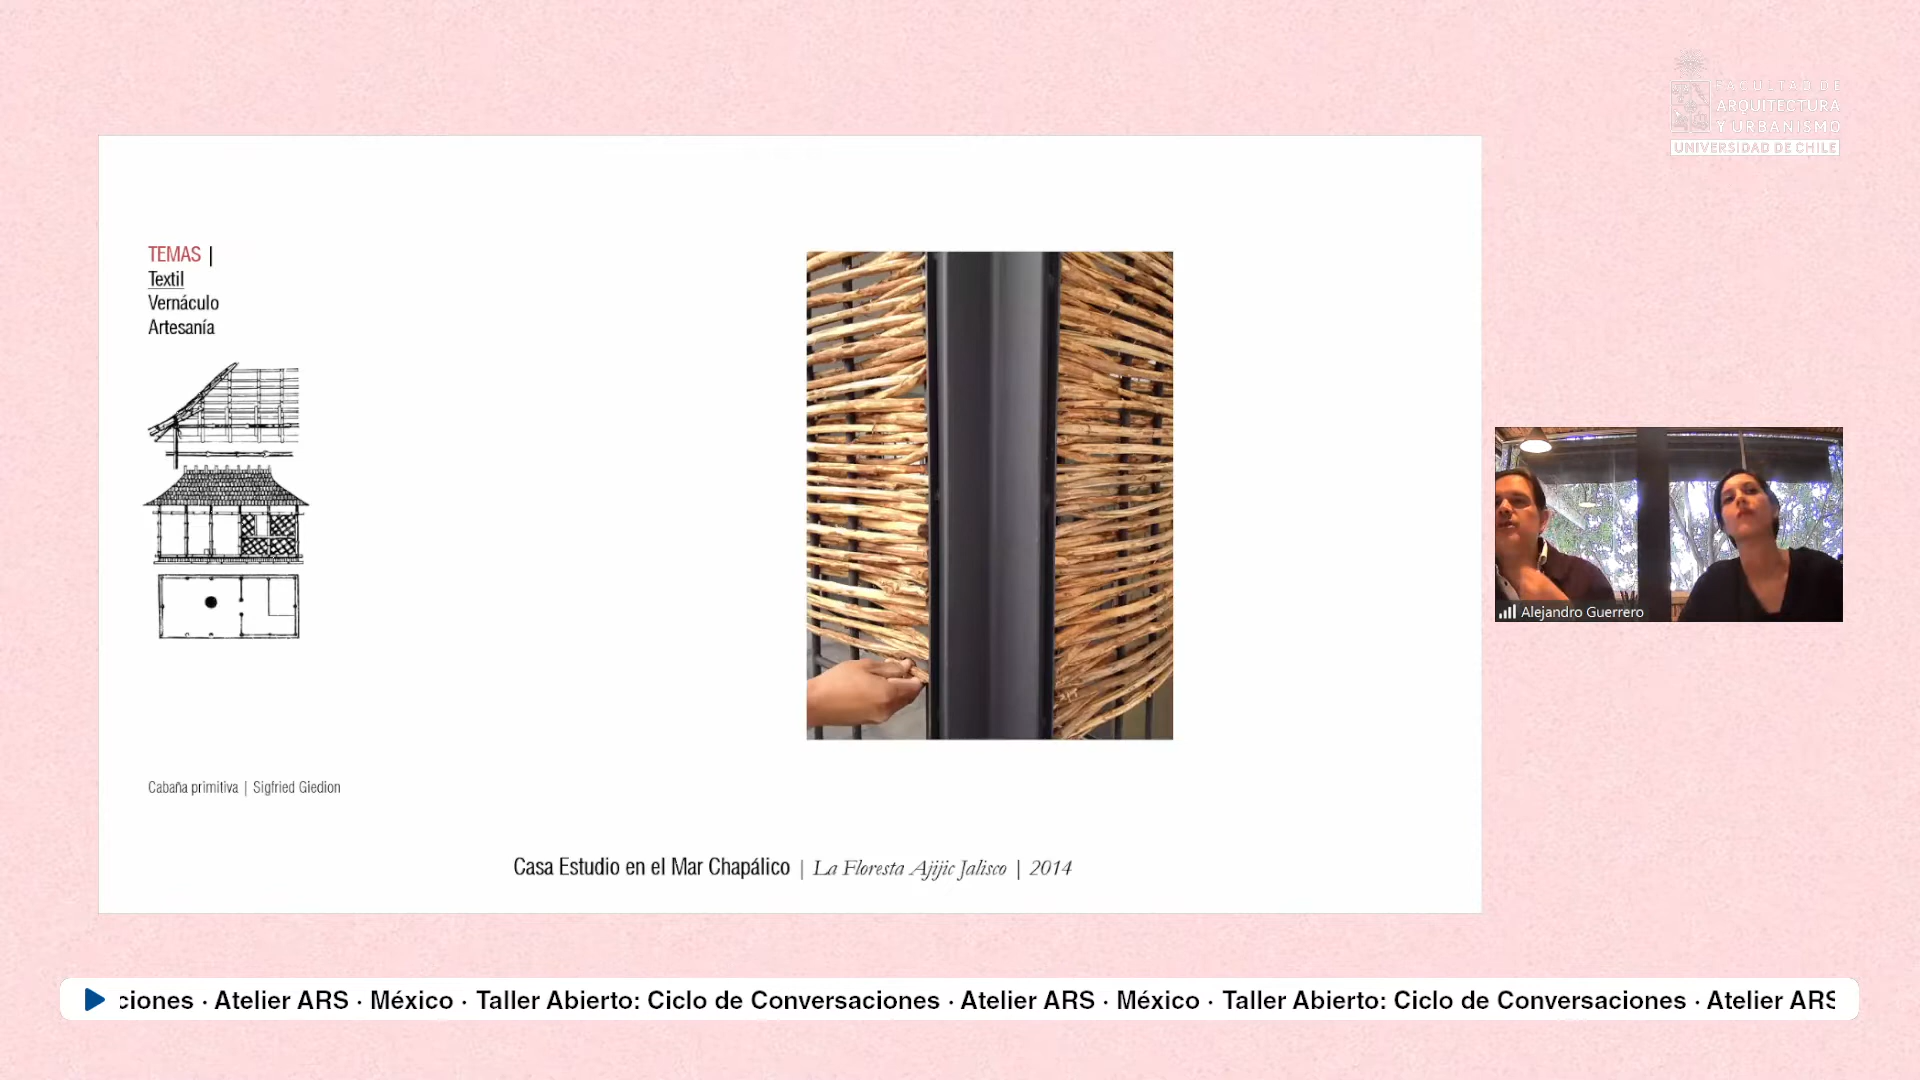 FACULTAD DE
ARQUITECTURA
Y URBANISMO
UNIVERSIDAD DE CHILE
TEMAS |
Textil
Vernáculo
Artesanía
Cabaña primitiva | Sigfried Giedion
Casa Estudio en el Mar Chapálico | La Floresta Ajijic Jalisco | 2014
Alejandro Guerrero
ciones · Atelier ARS · México · Taller Abierto: Ciclo de Conversaciones · Atelier ARS · México · Taller Abierto: Ciclo de Conversaciones · Atelier ARS